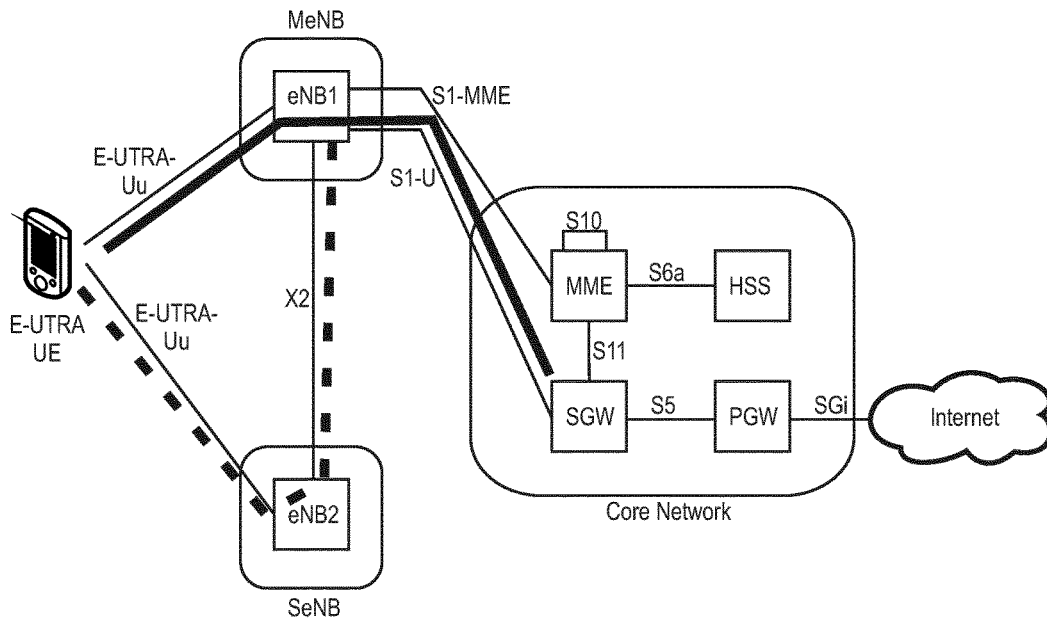 MeNB
eNB1
S1-MME
E-UTRA-
Uu
S1-U
S10
MME
S6a
HSS
X2
E-UTRA-
Uu
E-UTRA
UE
S11
SGW
S5
PGW
SGi
Internet
eNB2
Core Network
SeNB